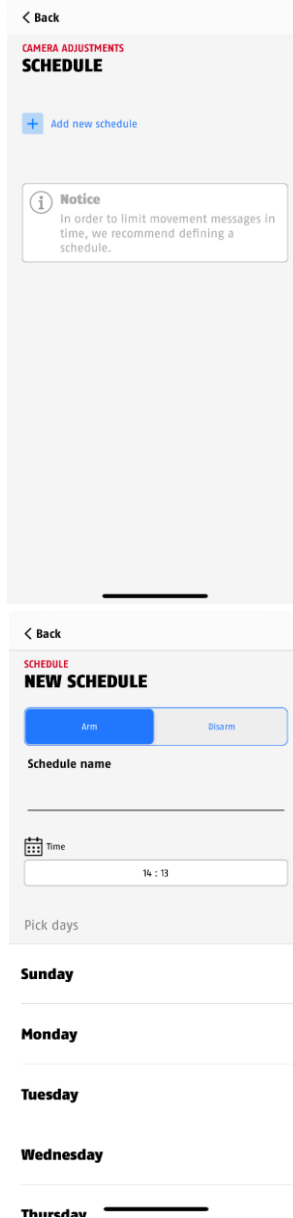 Back
CAMERA ADJUSTMENTS
SCHEDULE
+ Add new schedule
Notice
In order to limit movement messages in
time, we recommend defining a
schedule.
Back
SCHEDULE
NEW SCHEDULE
Arm Disarm
Schedule name
Time
14 : 13
Pick days
Sunday
Monday
Tuesday
Wednesday
Thursday